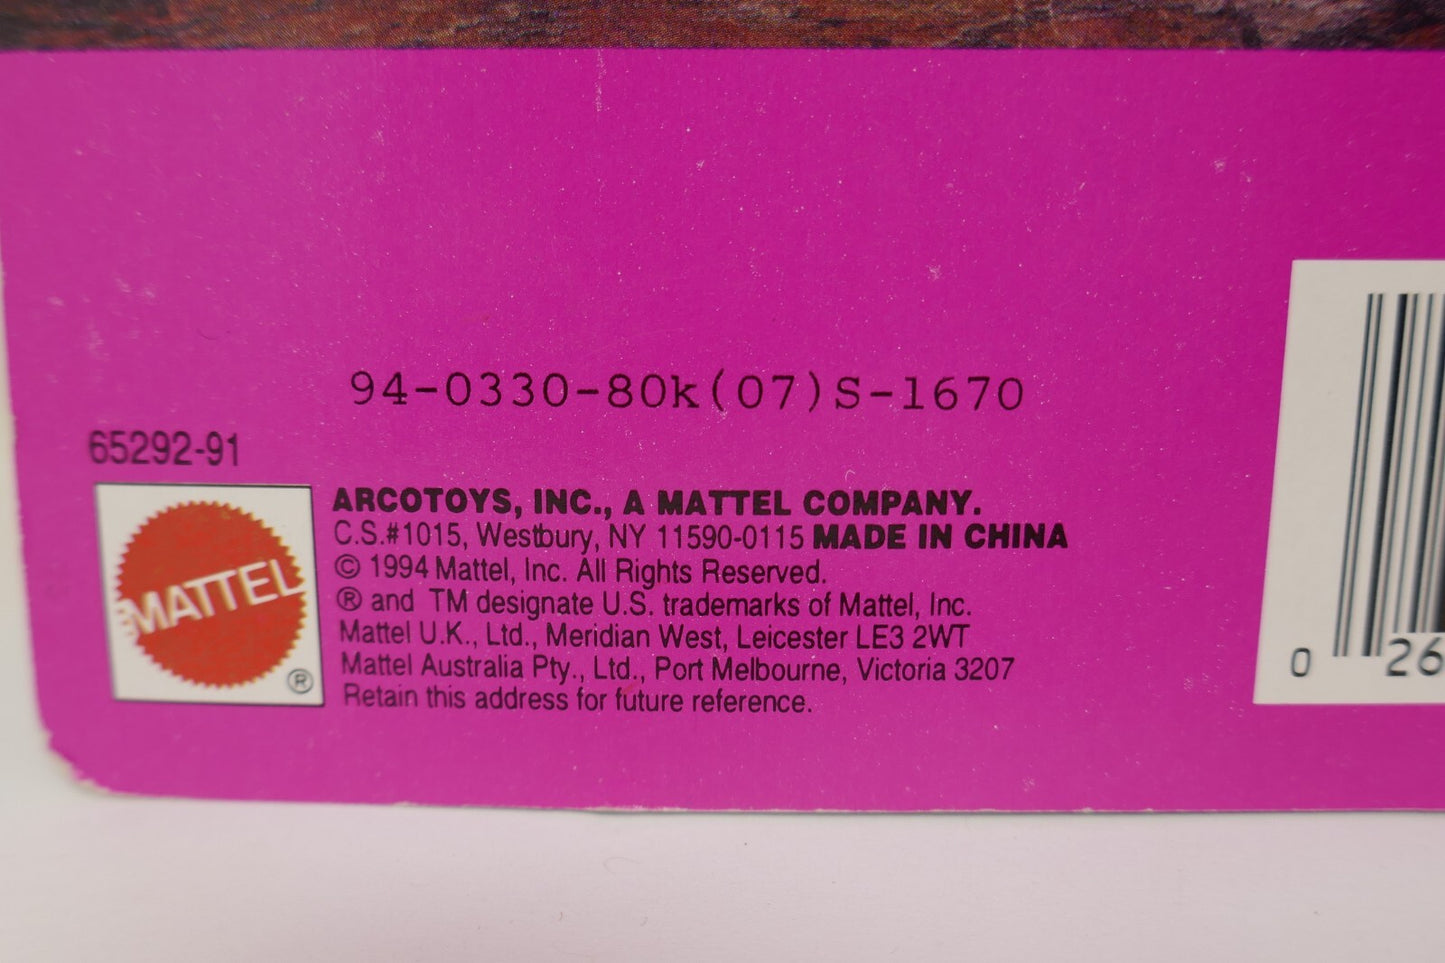 94-0330-80k(07)S-1670
65292-91
MATTEL
®
ARCOTOYS, INC., A MATTEL COMPANY.
C.S.#1015, Westbury, NY 11590-0115 MADE IN CHINA
© 1994 Mattel, Inc. All Rights Reserved.
® and TM designate U.S. trademarks of Mattel, Inc.
Mattel U.K., Ltd., Meridian West, Leicester LE3 2WT
Mattel Australia Pty., Ltd., Port Melbourne, Victoria 3207
Retain this address for future reference.
0 26